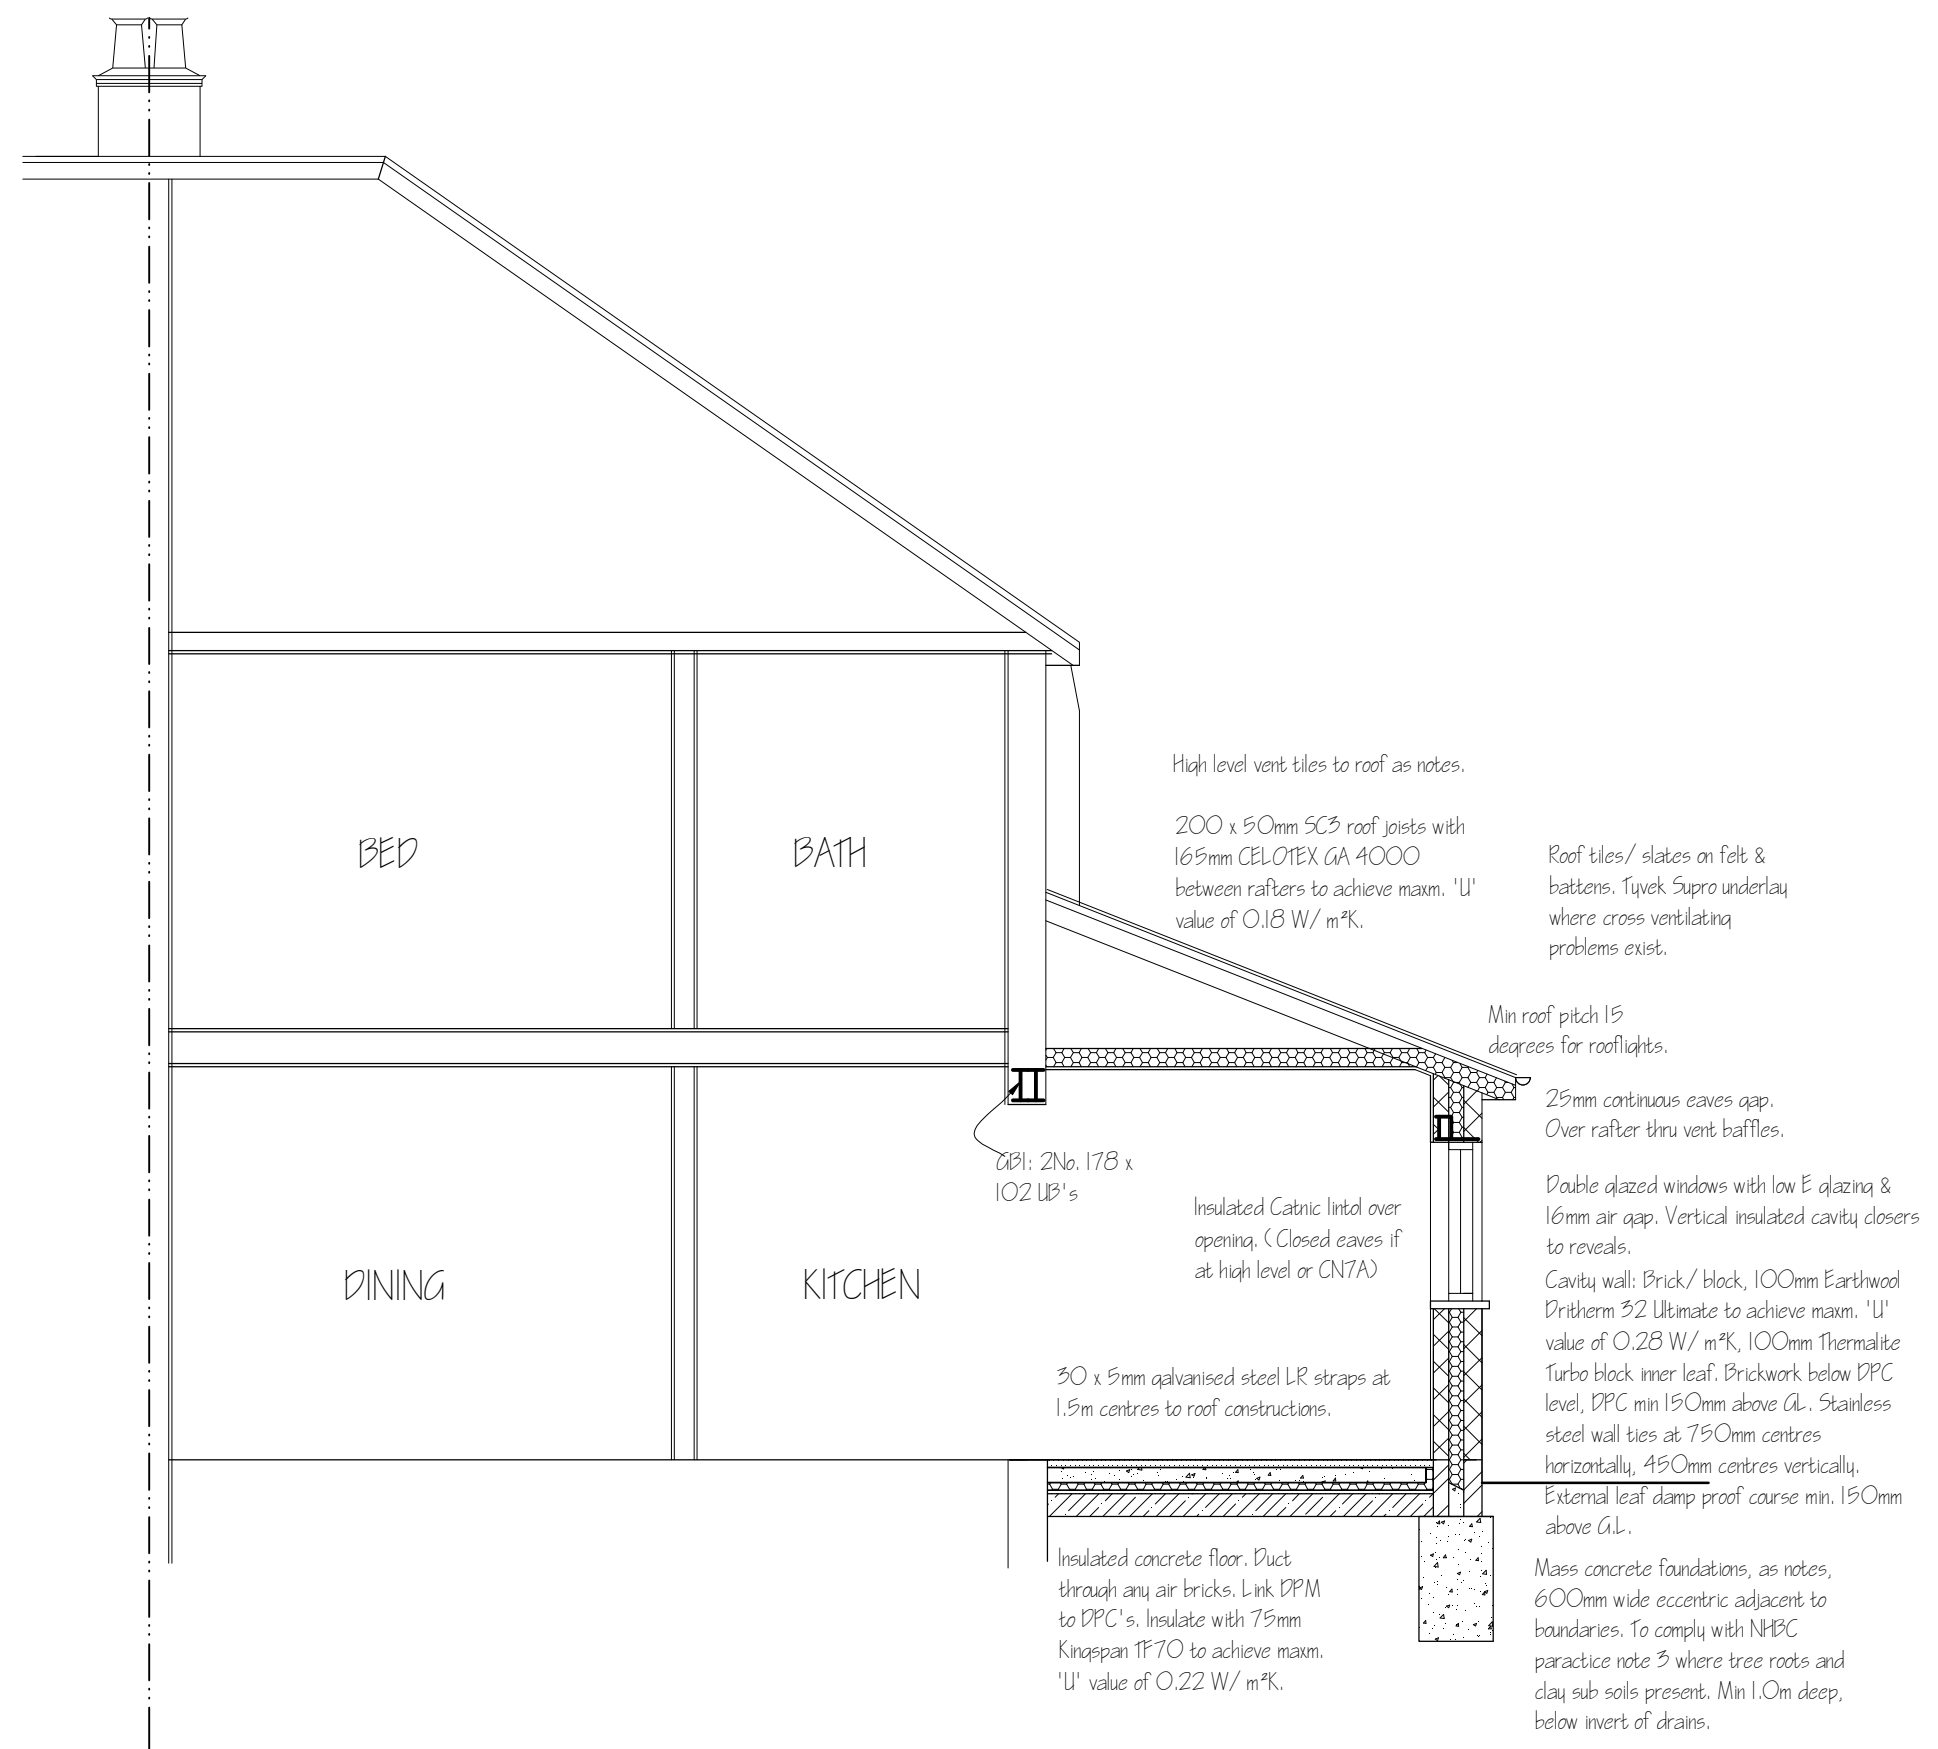 High level vent tiles to roof as notes.
200 x 50mm SC3 roof joists with
165mm CELOTEX GA 4000
between rafters to achieve maxm. 'U'
value of 0.18 W/ m²K.
Roof tiles/ slates on felt &
battens. Tyvek Supro underlay
where cross ventilating
problems exist.
BED
BATH
Min roof pitch 15
degrees for rooflights.
25mm continuous eaves gap.
Over rafter thru vent baffles.
GB1: 2No. 178 x
102 UB's
Insulated Catnic lintol over
opening. ( Closed eaves if
at high level or CN7A)
Double glazed windows with low E glazing &
16mm air gap. Vertical insulated cavity closers
to reveals.
DINING
KITCHEN
Cavity wall: Brick/ block, 100mm Earthwool
Dritherm 32 Ultimate to achieve maxm. 'U'
value of 0.28 W/ m²K, 100mm Thermalite
Turbo block inner leaf. Brickwork below DPC
level, DPC min 150mm above GL. Stainless
steel wall ties at 750mm centres
horizontally, 450mm centres vertically.
External leaf damp proof course min. 150mm
above G.L.
30 x 5mm galvanised steel LR straps at
1.5m centres to roof constructions.
Insulated concrete floor. Duct
through any air bricks. Link DPM
to DPC's. Insulate with 75mm
Kingspan TF70 to achieve maxm.
'U' value of 0.22 W/ m²K.
Mass concrete foundations, as notes,
600mm wide eccentric adjacent to
boundaries. To comply with NHBC
paractice note 3 where tree roots and
clay sub soils present. Min 1.0m deep,
below invert of drains.